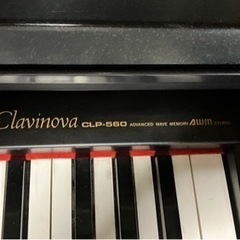 Clavinova CLP-560 ADVANCED WAVE MEMORY AWM STEREO